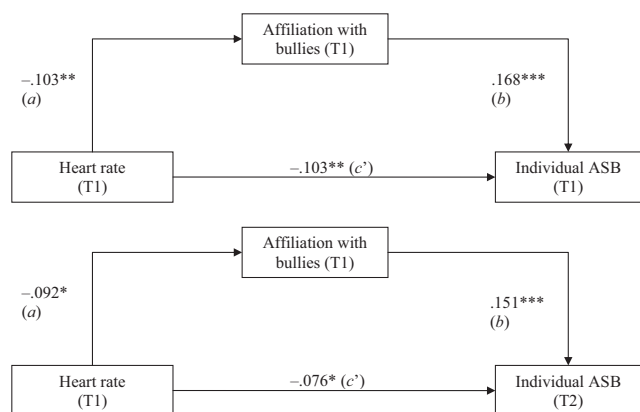 Affiliation with
bullies (T1)
–.103**
(a)
.168***
(b)
Heart rate
(T1)
–.103** (c’)
Individual ASB
(T1)
Affiliation with
bullies (T1)
–.092*
(a)
.151***
(b)
Heart rate
(T1)
–.076* (c’)
Individual ASB
(T2)